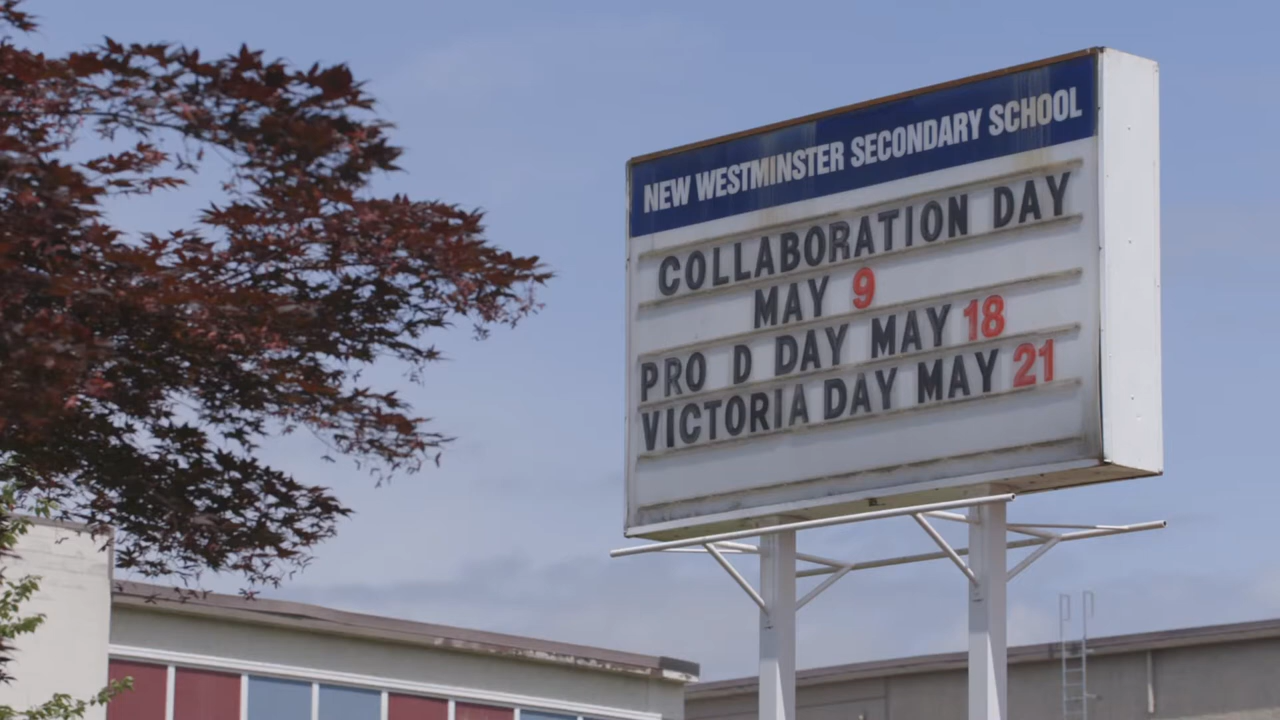 NEW WESTMINSTER SECONDARY SCHOOL
COLLABORATION DAY
MAY 9
PRO D DAY MAY 18
VICTORIA DAY MAY 21